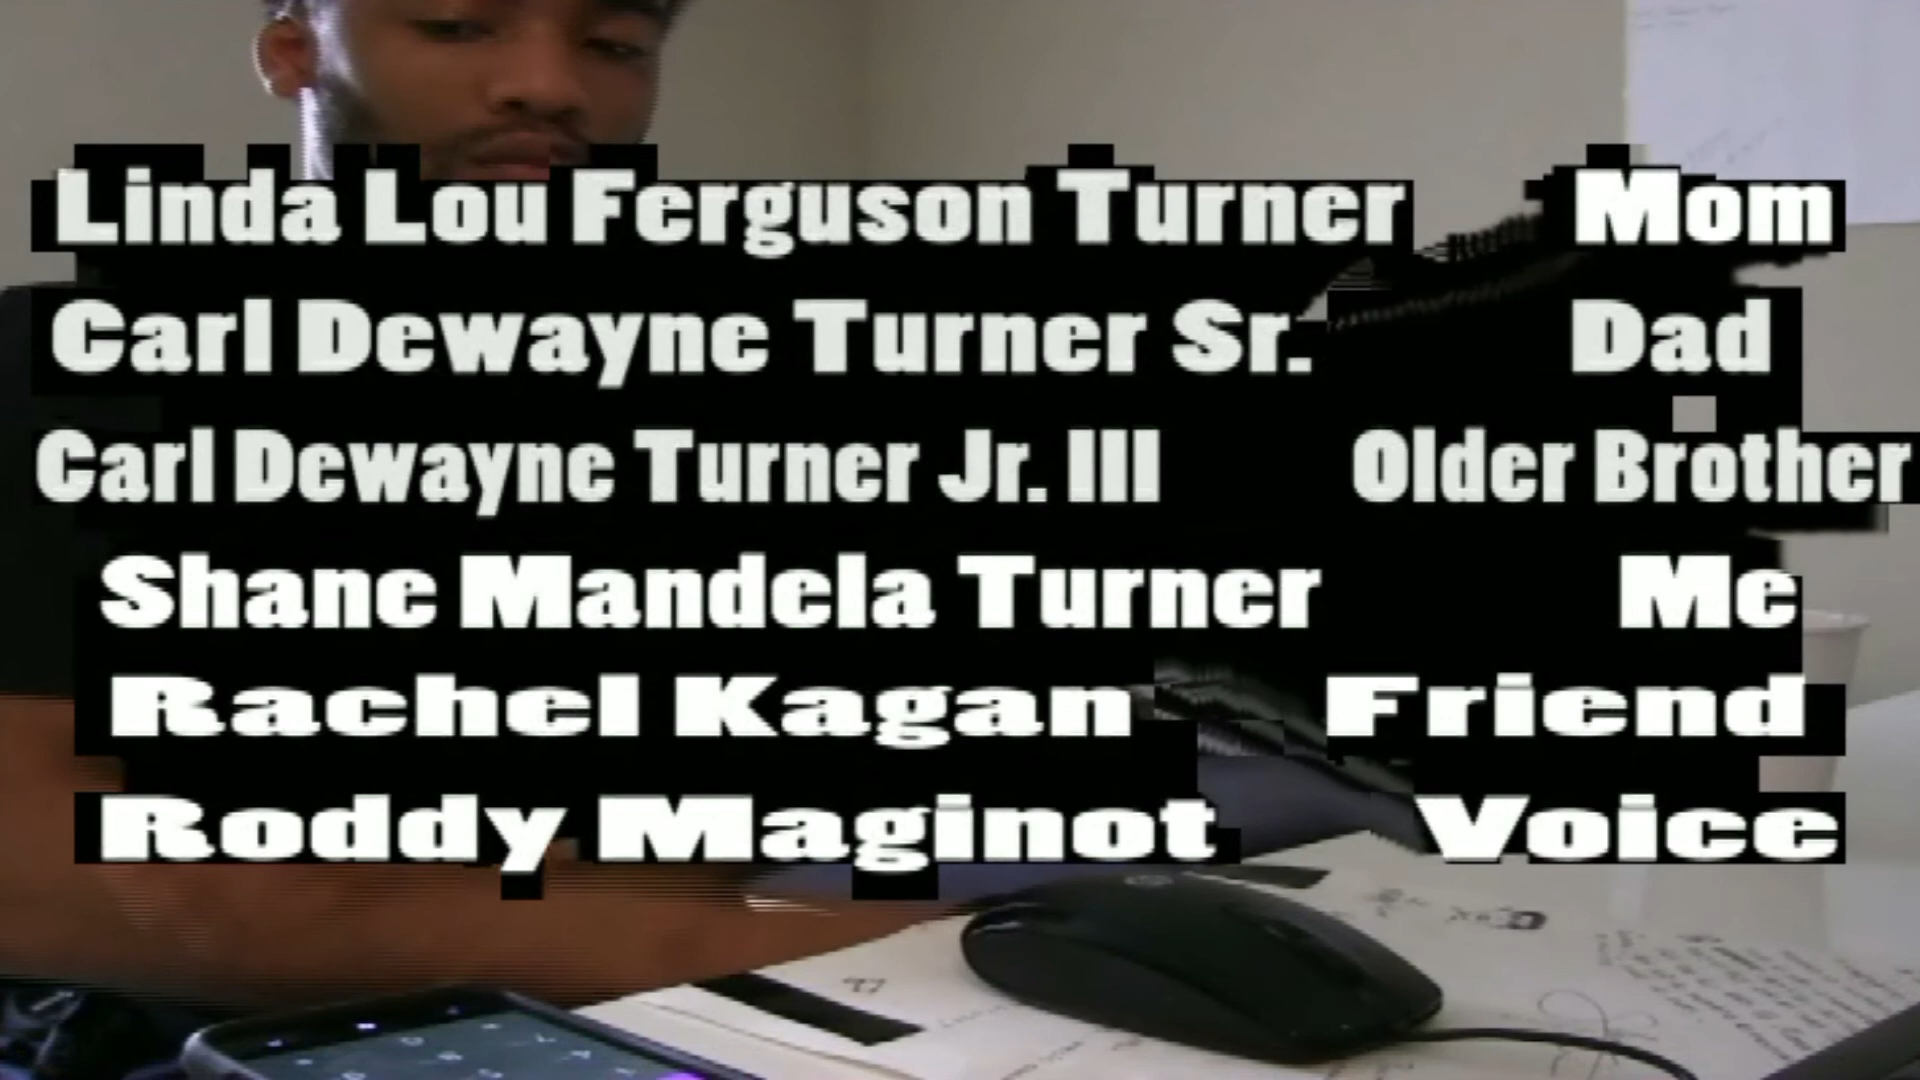 Linda Lou Ferguson Turner Mom
Carl Dewayne Turner Sr. Dad
Carl Dewayne Turner Jr. III Older Brother
Shane Mandela Turner Me
Rachel Kagan Friend
Roddy Maginot Voice